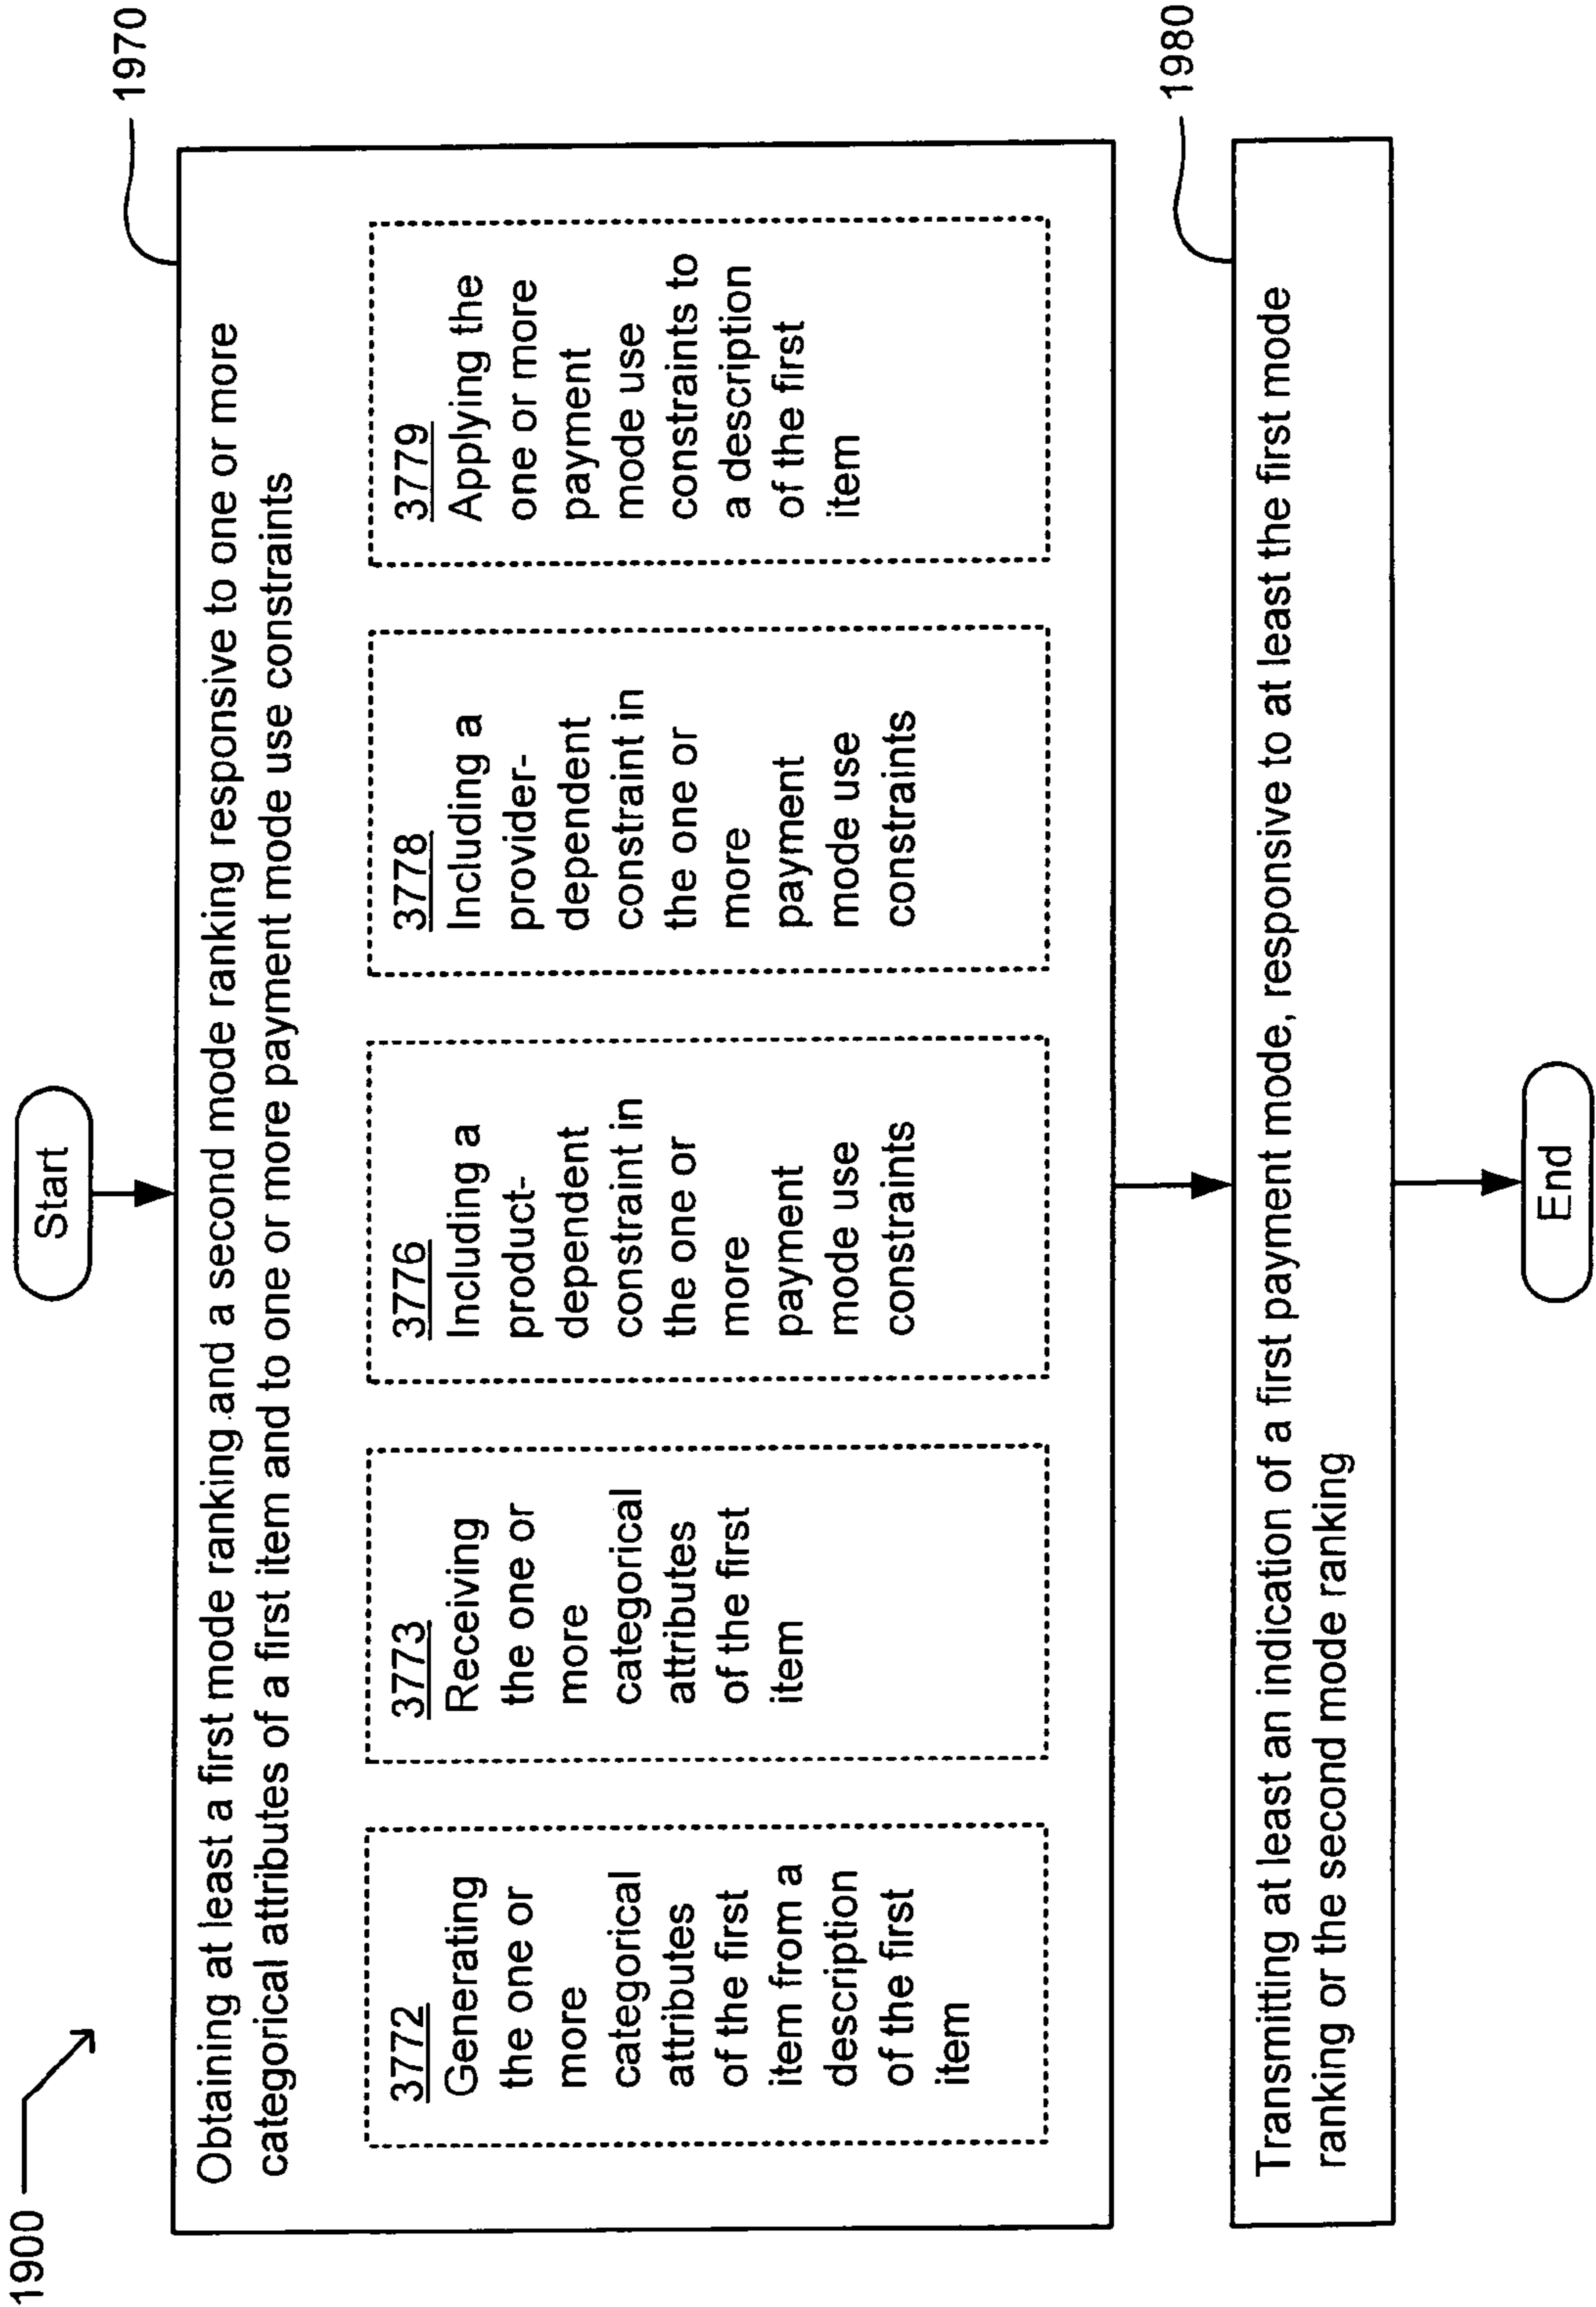 1900
Start
1970
Obtaining at least a first mode ranking and a second mode ranking responsive to one or more
categorical attributes of a first item and to one or more payment mode use constraints
3772
Generating
the one or
more
categorical
attributes
of the first
item from a
description
of the first
item
3773
Receiving
the one or
more
categorical
attributes
of the first
item
3776
Including a
product-
dependent
constraint in
the one or
more
payment
mode use
constraints
3778
Including a
provider-
dependent
constraint in
the one or
more
payment
mode use
constraints
3779
Applying the
one or more
payment
mode use
constraints to
a description
of the first
item
1980
Transmitting at least an indication of a first payment mode, responsive to at least the first mode
ranking or the second mode ranking
End